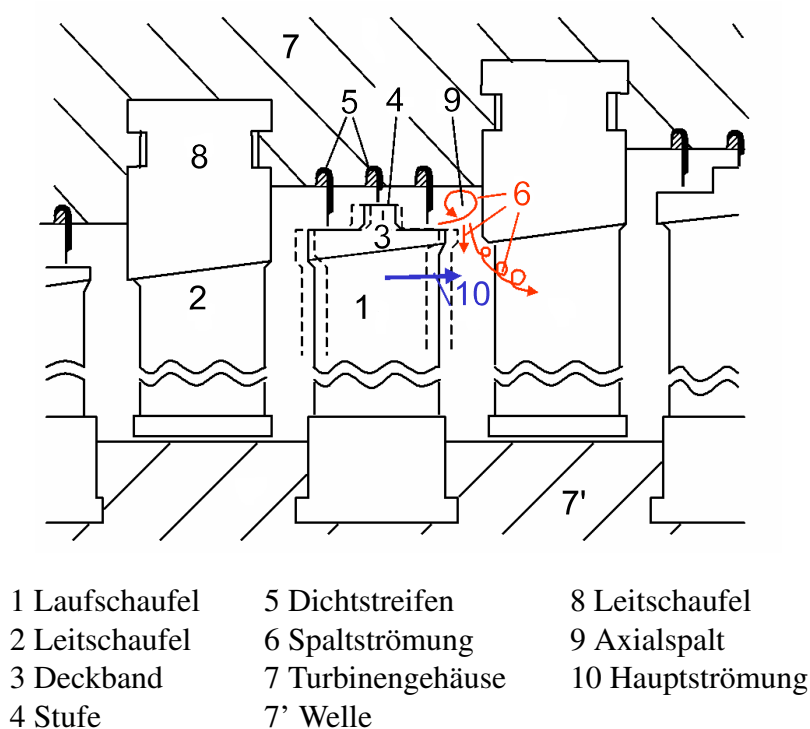 7
5 4 9
8
6
3
2
10
1
7'
1 Laufschaufel 5 Dichtstreifen 8 Leitschaufel
2 Leitschaufel 6 Spaltströmung 9 Axialspalt
3 Deckband 7 Turbinengehäuse 10 Hauptströmung
4 Stufe 7’ Welle